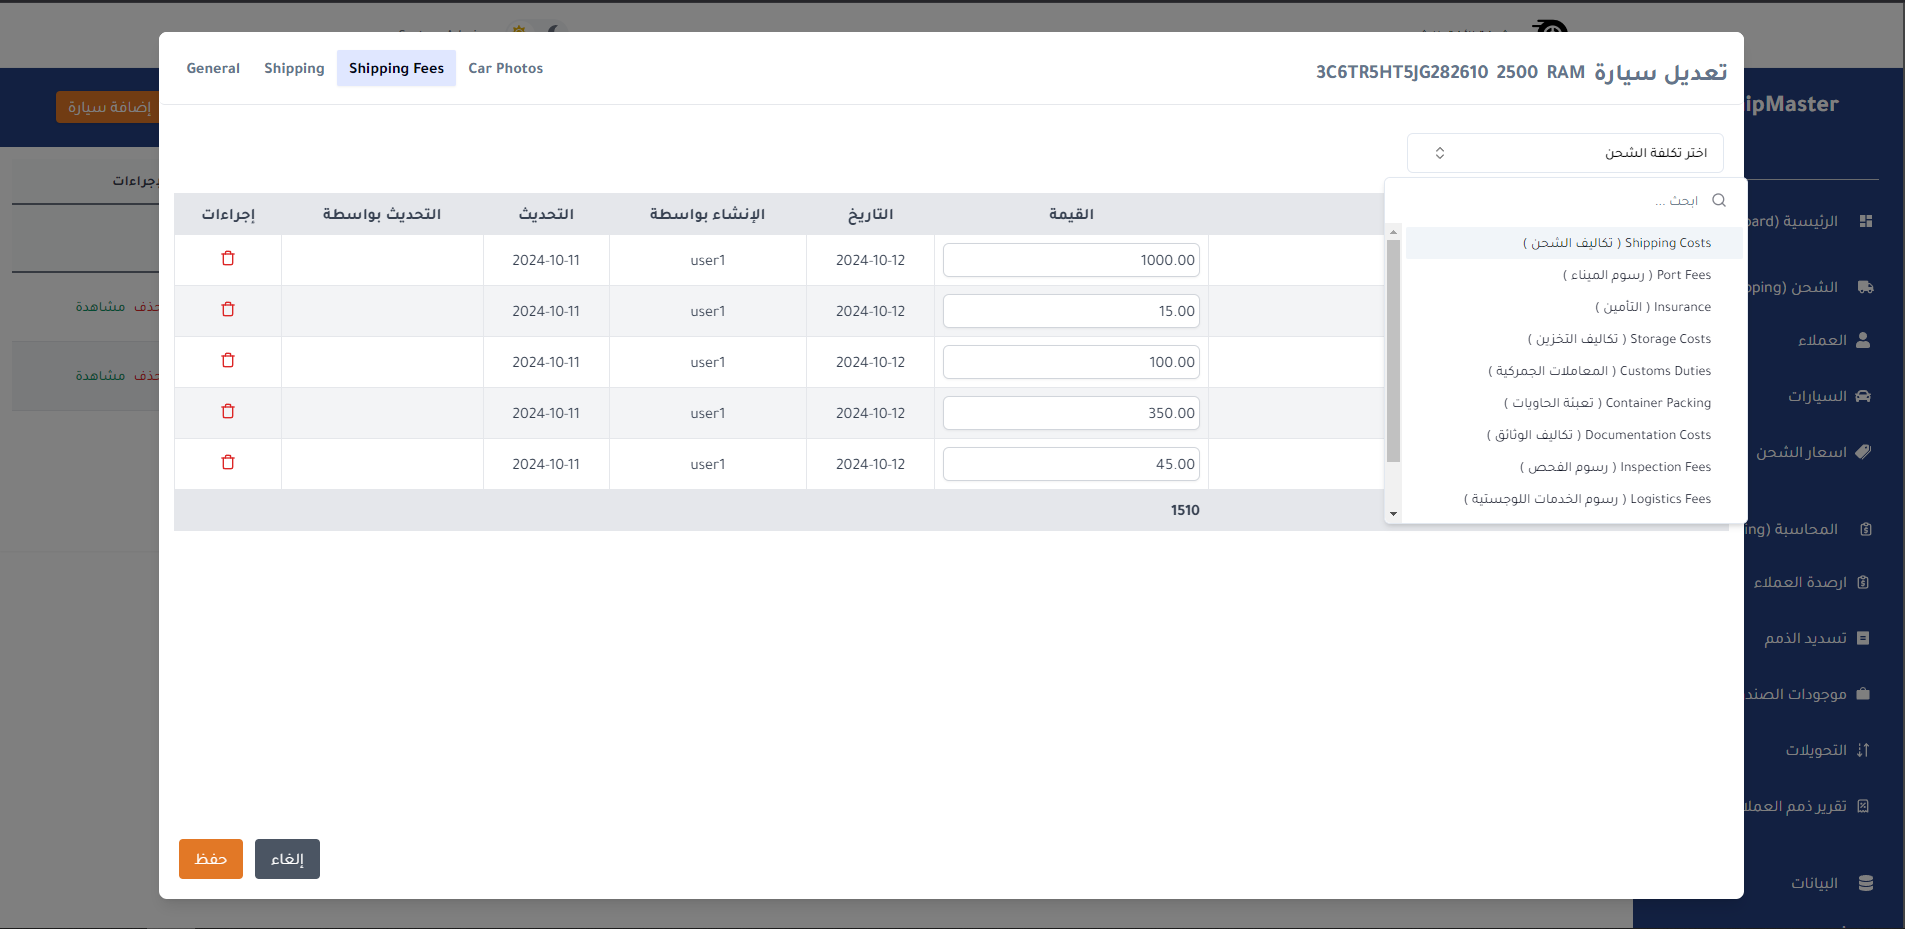 General Shipping Shipping Fees Car Photos
تعديل سيارة 3C6TR5HT5JG282610 2500 RAM
اختر تكلفة الشحن
ابحث ...
Shipping Costs ( تكاليف الشحن )
Port Fees ( رسوم الميناء )
Insurance ( التأمين )
Storage Costs ( تكاليف التخزين )
Customs Duties ( المعاملات الجمركية )
Container Packing ( تعبئة الحاويات )
Documentation Costs ( تكاليف الوثائق )
Inspection Fees ( رسوم الفحص )
Logistics Fees ( رسوم الخدمات اللوجستية )
القيمة التاريخ الإنشاء بواسطة التحديث التحديث بواسطة إجراءات
1000.00 2024-10-12 user1 2024-10-11
15.00 2024-10-12 user1 2024-10-11
100.00 2024-10-12 user1 2024-10-11
350.00 2024-10-12 user1 2024-10-11
45.00 2024-10-12 user1 2024-10-11
1510
حفظ إلغاء
إضافة سيارة
إجراءات
حذف مشاهدة
حذف مشاهدة
ipMaster
الرئيسية (oard
الشحن (pping
العملاء
السيارات
اسعار الشحن
المحاسبة (ing
ارصدة العملاء
تسديد الذمم
موجودات الصند
التحويلات
تقرير ذمم العملا
البيانات